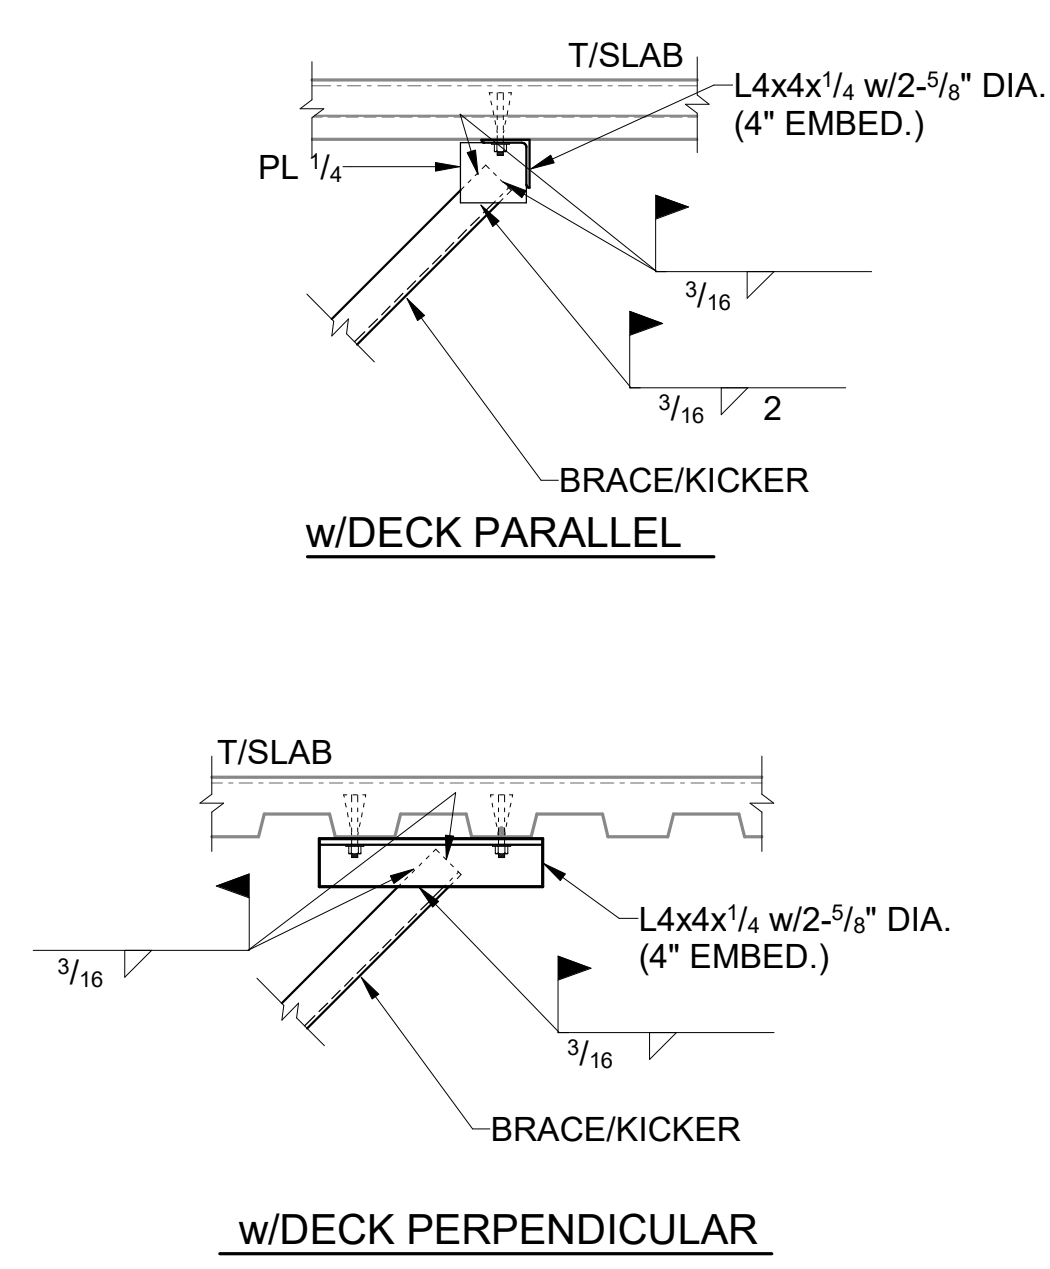 T/SLAB
L4x4x1/4 w/2-5/8" DIA.
(4" EMBED.)
PL 1/4
3/16
3/16 2
BRACE/KICKER
w/DECK PARALLEL
T/SLAB
L4x4x1/4 w/2-5/8" DIA.
(4" EMBED.)
3/16
3/16
BRACE/KICKER
w/DECK PERPENDICULAR